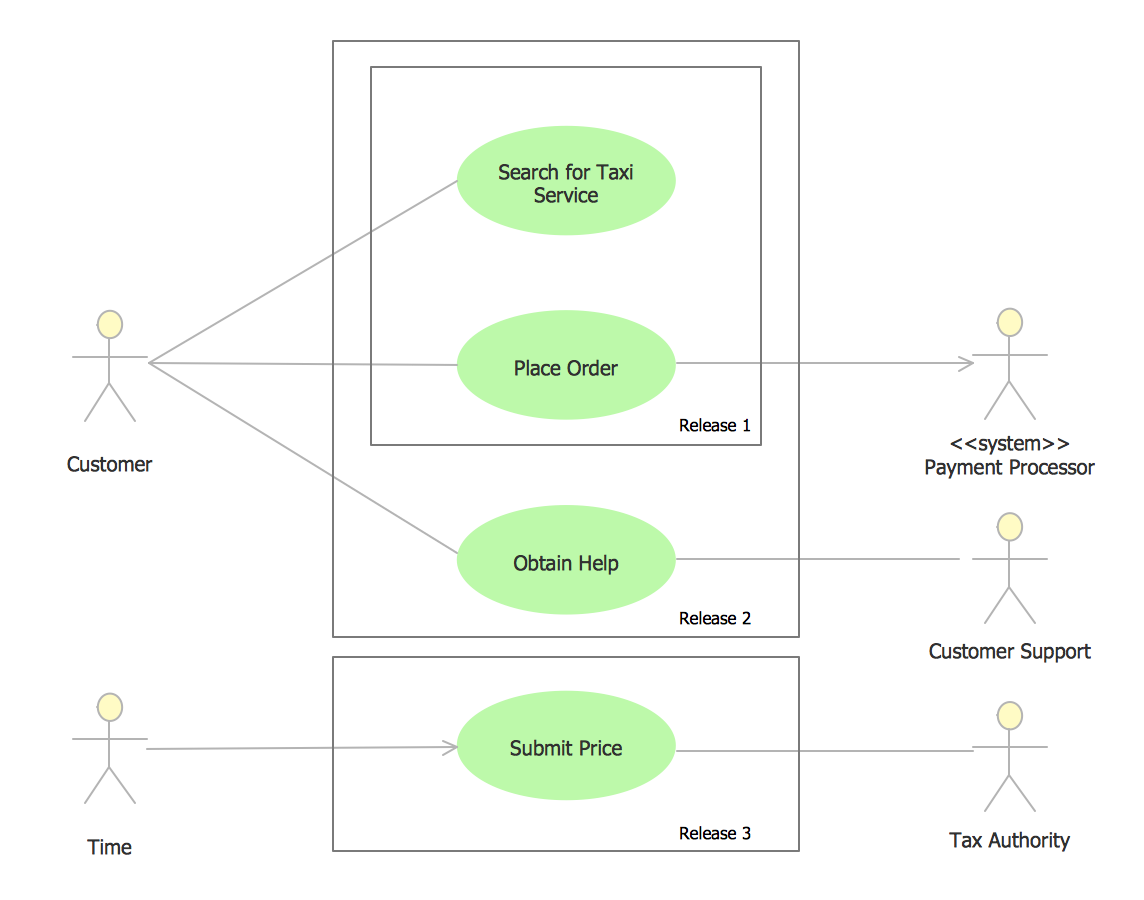 Search for Taxi
Service
Place Order
Release 1
Customer
<<system>>
Payment Processor
Obtain Help
Release 2
Customer Support
Submit Price
Release 3
Time
Tax Authority